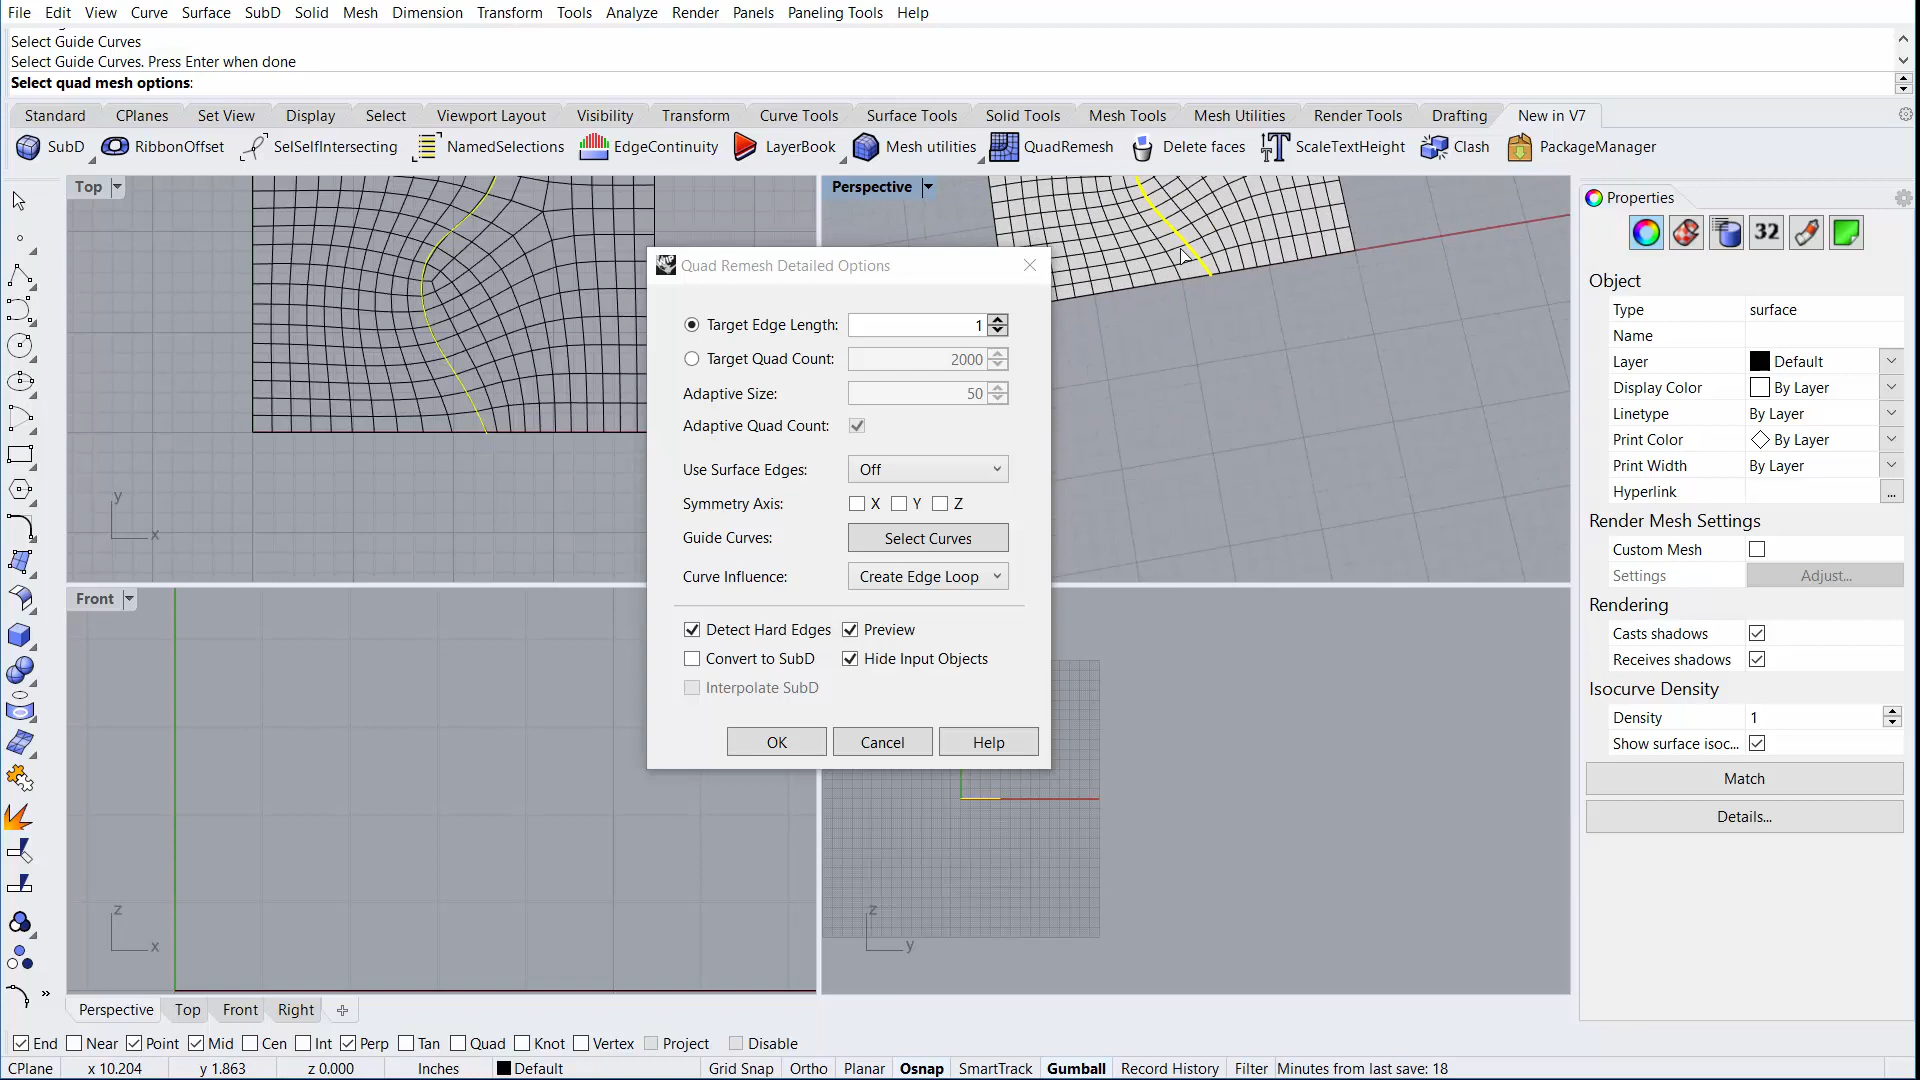 File Edit View Curve Surface SubD Solid Mesh Dimension Transform Tools Analyze Render Panels Paneling Tools Help
Select Guide Curves
Select Guide Curves. Press Enter when done
Select quad mesh options:
Standard CPlanes Set View Display Select Viewport Layout Visibility Transform Curve Tools Surface Tools Solid Tools Mesh Tools Mesh Utilities Render Tools Drafting New in V7
SubD RibbonOffset SelSelfIntersecting NamedSelections EdgeContinuity LayerBook Mesh utilities QuadRemesh Delete faces ScaleTextHeight Clash PackageManager
Top
Perspective
Properties
32
Object
Type surface
Name
Layer Default
Display Color By Layer
Linetype By Layer
Print Color By Layer
Print Width By Layer
Hyperlink ...
Render Mesh Settings
Custom Mesh
Settings Adjust...
Rendering
Casts shadows
Receives shadows
Isocurve Density
Density 1
Show surface isoc...
Match
Details...
Quad Remesh Detailed Options
Target Edge Length: 1
Target Quad Count: 2000
Adaptive Size: 50
Adaptive Quad Count:
Use Surface Edges: Off
Symmetry Axis: X Y Z
Guide Curves: Select Curves
Curve Influence: Create Edge Loop
Detect Hard Edges Preview
Convert to SubD Hide Input Objects
Interpolate SubD
OK Cancel Help
y
x
Front
z
x
z
y
Perspective Top Front Right
End Near Point Mid Cen Int Perp Tan Quad Knot Vertex Project Disable
CPlane x 10.204 y 1.863 z 0.000 Inches Default Grid Snap Ortho Planar Osnap SmartTrack Gumball Record History Filter Minutes from last save: 18